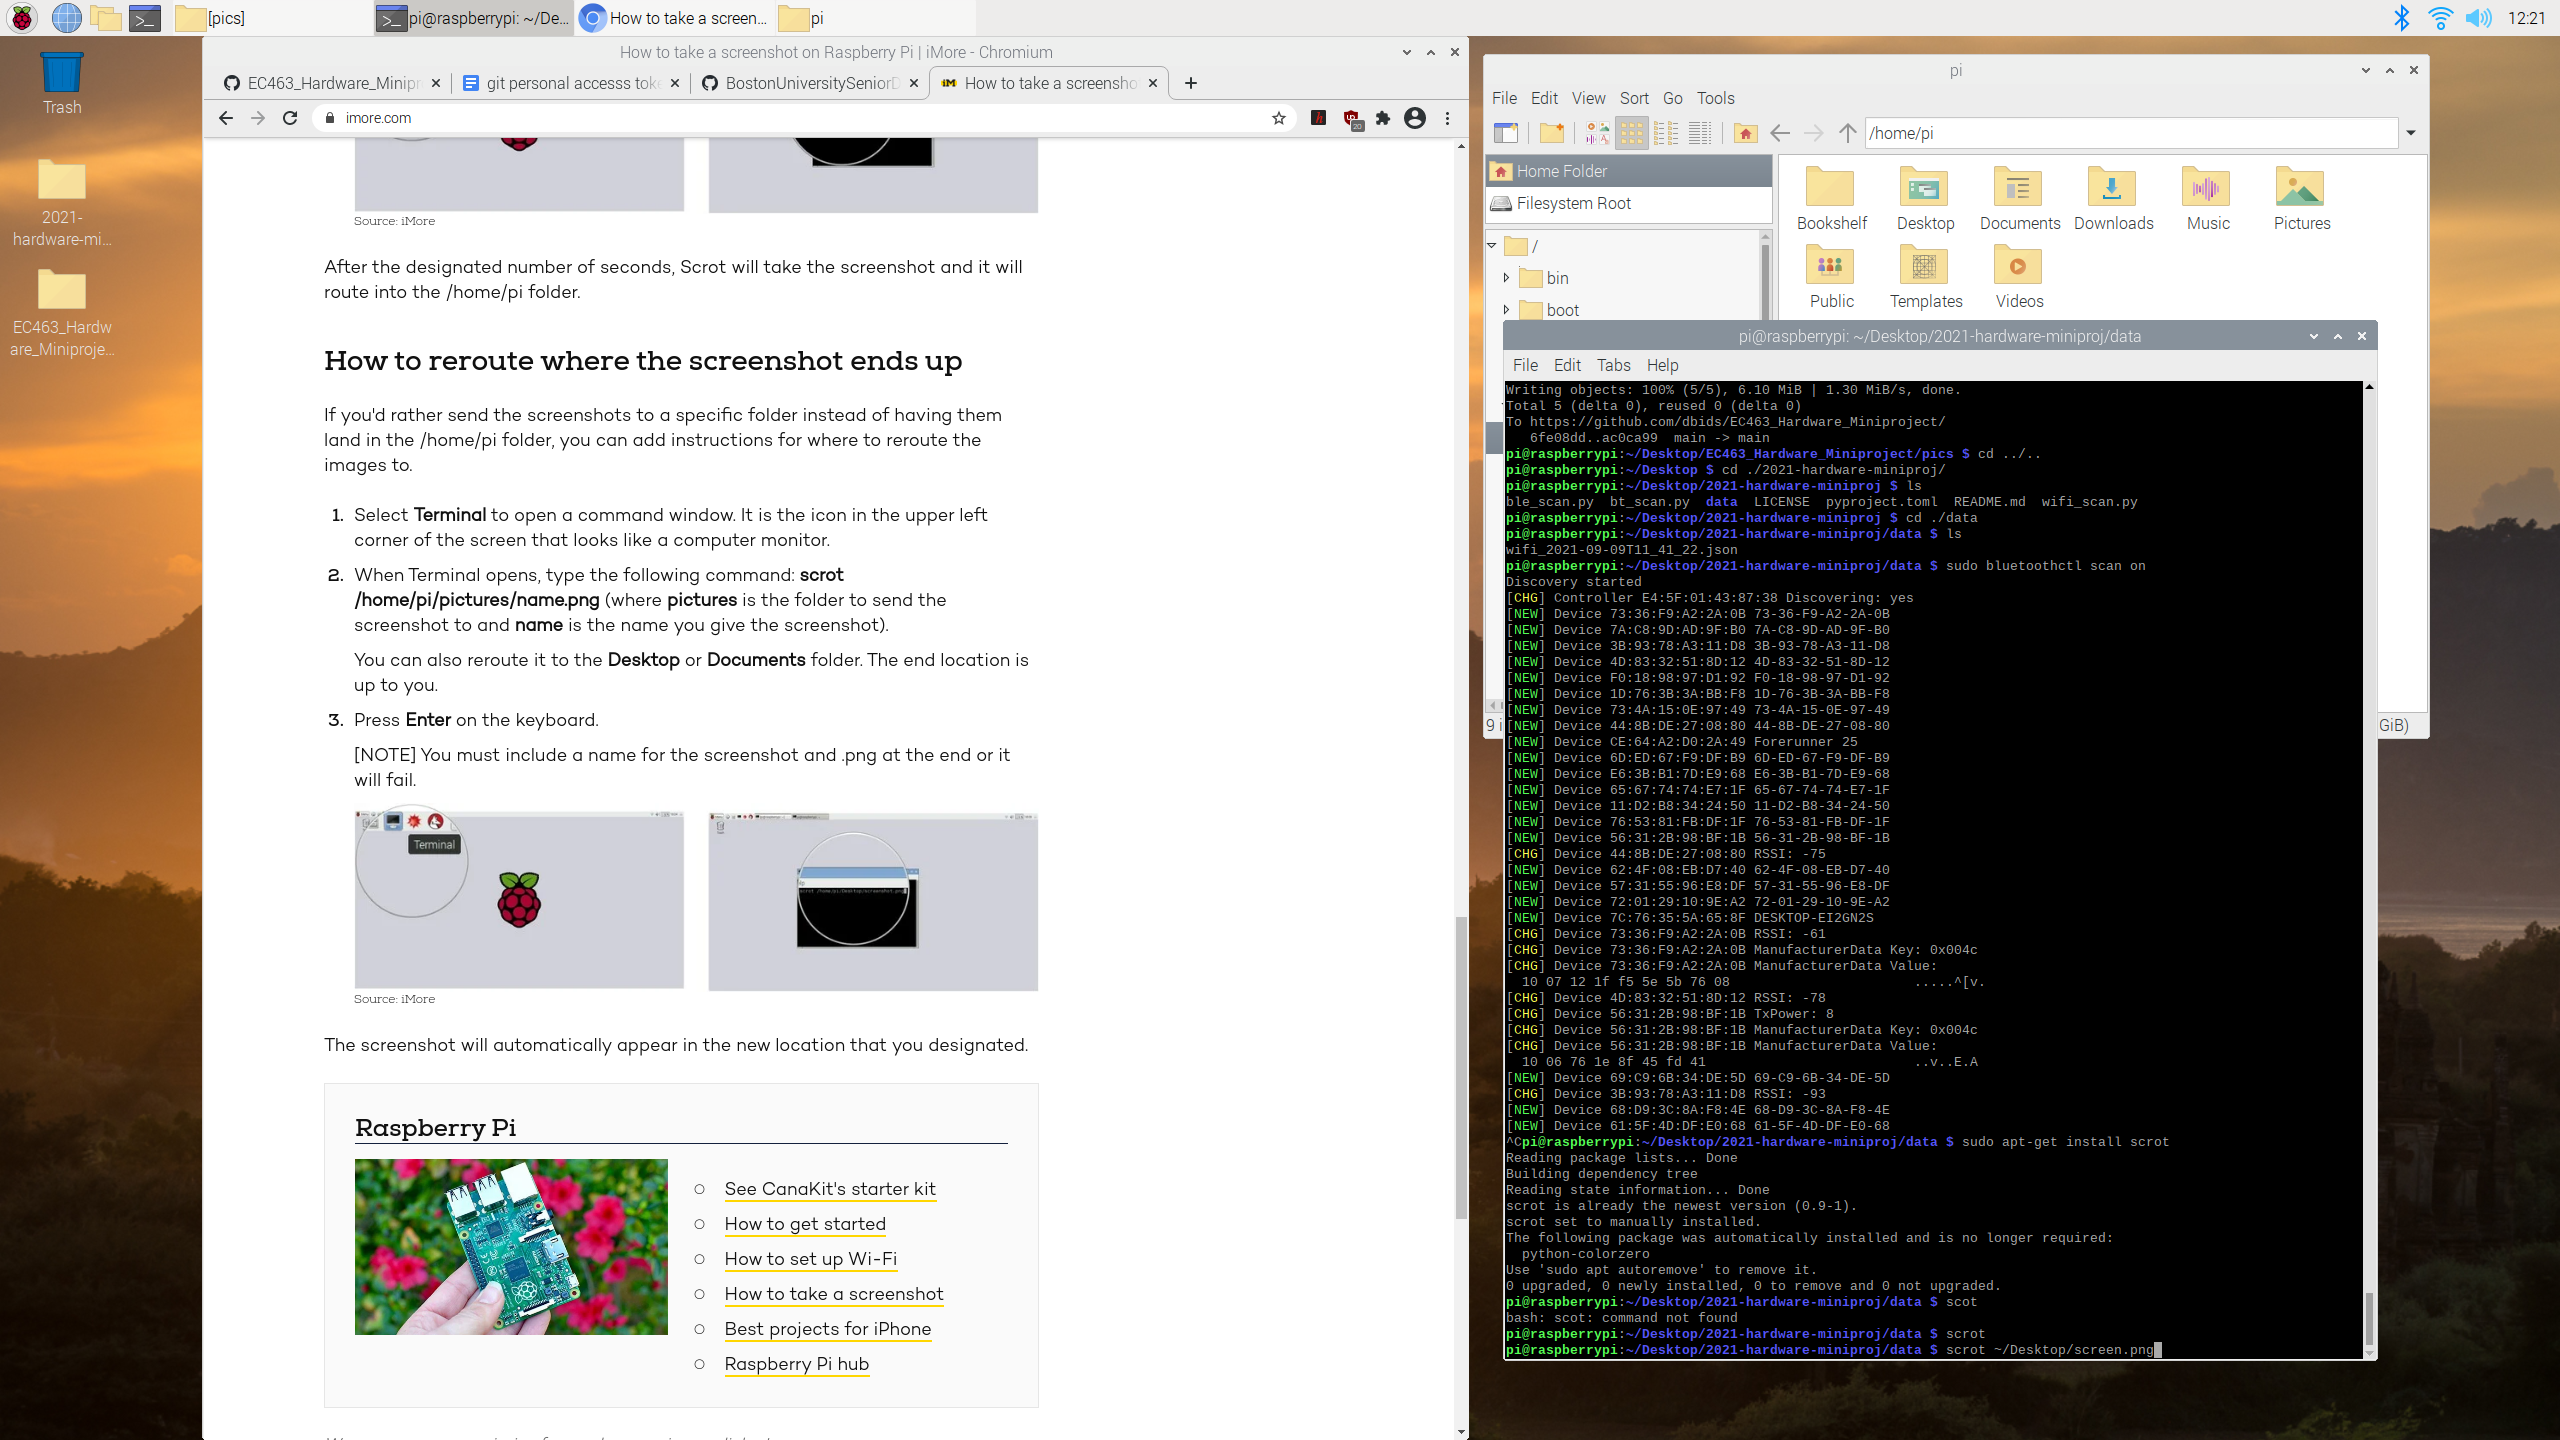 [pics]
pi@raspberrypi: ~/De...
How to take a screen...
pi
12:21
Trash
2021-
hardware-mi...
EC463_Hardw
are_Miniproje...
How to take a screenshot on Raspberry Pi | iMore - Chromium
EC463_Hardware_Minipr
git personal accesss toke
BostonUniversitySeniorD
How to take a screensho
imore.com
20
Source: iMore
After the designated number of seconds, Scrot will take the screenshot and it will
route into the /home/pi folder.
How to reroute where the screenshot ends up
If you'd rather send the screenshots to a specific folder instead of having them
land in the /home/pi folder, you can add instructions for where to reroute the
images to.
1. Select Terminal to open a command window. It is the icon in the upper left
corner of the screen that looks like a computer monitor.
2. When Terminal opens, type the following command: scrot
/home/pi/pictures/name.png (where pictures is the folder to send the
screenshot to and name is the name you give the screenshot).
You can also reroute it to the Desktop or Documents folder. The end location is
up to you.
3. Press Enter on the keyboard.
[NOTE] You must include a name for the screenshot and .png at the end or it
will fail.
Terminal
scrot /home/pi/Desktop/screenshot.png
Source: iMore
The screenshot will automatically appear in the new location that you designated.
Raspberry Pi
See CanaKit's starter kit
How to get started
How to set up Wi-Fi
How to take a screenshot
Best projects for iPhone
Raspberry Pi hub
pi
File Edit View Sort Go Tools
/home/pi
Home Folder
Filesystem Root
/
bin
boot
Bookshelf
Desktop
Documents
Downloads
Music
Pictures
Public
Templates
Videos
9 i
GiB)
pi@raspberrypi: ~/Desktop/2021-hardware-miniproj/data
File Edit Tabs Help
Writing objects: 100% (5/5), 6.10 MiB | 1.30 MiB/s, done.
Total 5 (delta 0), reused 0 (delta 0)
To https://github.com/dbids/EC463_Hardware_Miniproject/
6fe08dd..ac0ca99  main -> main
pi@raspberrypi:~/Desktop/EC463_Hardware_Miniproject/pics $ cd ../..
pi@raspberrypi:~/Desktop $ cd ./2021-hardware-miniproj/
pi@raspberrypi:~/Desktop/2021-hardware-miniproj $ ls
ble_scan.py  bt_scan.py  data  LICENSE  pyproject.toml  README.md  wifi_scan.py
pi@raspberrypi:~/Desktop/2021-hardware-miniproj $ cd ./data
pi@raspberrypi:~/Desktop/2021-hardware-miniproj/data $ ls
wifi_2021-09-09T11_41_22.json
pi@raspberrypi:~/Desktop/2021-hardware-miniproj/data $ sudo bluetoothctl scan on
Discovery started
[CHG] Controller E4:5F:01:43:87:38 Discovering: yes
[NEW] Device 73:36:F9:A2:2A:0B 73-36-F9-A2-2A-0B
[NEW] Device 7A:C8:9D:AD:9F:B0 7A-C8-9D-AD-9F-B0
[NEW] Device 3B:93:78:A3:11:D8 3B-93-78-A3-11-D8
[NEW] Device 4D:83:32:51:8D:12 4D-83-32-51-8D-12
[NEW] Device F0:18:98:97:D1:92 F0-18-98-97-D1-92
[NEW] Device 1D:76:3B:3A:BB:F8 1D-76-3B-3A-BB-F8
[NEW] Device 73:4A:15:0E:97:49 73-4A-15-0E-97-49
[NEW] Device 44:8B:DE:27:08:80 44-8B-DE-27-08-80
[NEW] Device CE:64:A2:D0:2A:49 Forerunner 25
[NEW] Device 6D:ED:67:F9:DF:B9 6D-ED-67-F9-DF-B9
[NEW] Device E6:3B:B1:7D:E9:68 E6-3B-B1-7D-E9-68
[NEW] Device 65:67:74:74:E7:1F 65-67-74-74-E7-1F
[NEW] Device 11:D2:B8:34:24:50 11-D2-B8-34-24-50
[NEW] Device 76:53:81:FB:DF:1F 76-53-81-FB-DF-1F
[NEW] Device 56:31:2B:98:BF:1B 56-31-2B-98-BF-1B
[CHG] Device 44:8B:DE:27:08:80 RSSI: -75
[NEW] Device 62:4F:08:EB:D7:40 62-4F-08-EB-D7-40
[NEW] Device 57:31:55:96:E8:DF 57-31-55-96-E8-DF
[NEW] Device 72:01:29:10:9E:A2 72-01-29-10-9E-A2
[NEW] Device 7C:76:35:5A:65:8F DESKTOP-EI2GN2S
[CHG] Device 73:36:F9:A2:2A:0B RSSI: -61
[CHG] Device 73:36:F9:A2:2A:0B ManufacturerData Key: 0x004c
[CHG] Device 73:36:F9:A2:2A:0B ManufacturerData Value:
10 07 12 1f f5 5e 5b 76 08                       .....^[v.
[CHG] Device 4D:83:32:51:8D:12 RSSI: -78
[CHG] Device 56:31:2B:98:BF:1B TxPower: 8
[CHG] Device 56:31:2B:98:BF:1B ManufacturerData Key: 0x004c
[CHG] Device 56:31:2B:98:BF:1B ManufacturerData Value:
10 06 76 1e 8f 45 fd 41                          ..v..E.A
[NEW] Device 69:C9:6B:34:DE:5D 69-C9-6B-34-DE-5D
[CHG] Device 3B:93:78:A3:11:D8 RSSI: -93
[NEW] Device 68:D9:3C:8A:F8:4E 68-D9-3C-8A-F8-4E
[NEW] Device 61:5F:4D:DF:E0:68 61-5F-4D-DF-E0-68
^Cpi@raspberrypi:~/Desktop/2021-hardware-miniproj/data $ sudo apt-get install scrot
Reading package lists... Done
Building dependency tree
Reading state information... Done
scrot is already the newest version (0.9-1).
scrot set to manually installed.
The following package was automatically installed and is no longer required:
python-colorzero
Use 'sudo apt autoremove' to remove it.
0 upgraded, 0 newly installed, 0 to remove and 0 not upgraded.
pi@raspberrypi:~/Desktop/2021-hardware-miniproj/data $ scot
bash: scot: command not found
pi@raspberrypi:~/Desktop/2021-hardware-miniproj/data $ scrot
pi@raspberrypi:~/Desktop/2021-hardware-miniproj/data $ scrot ~/Desktop/screen.png